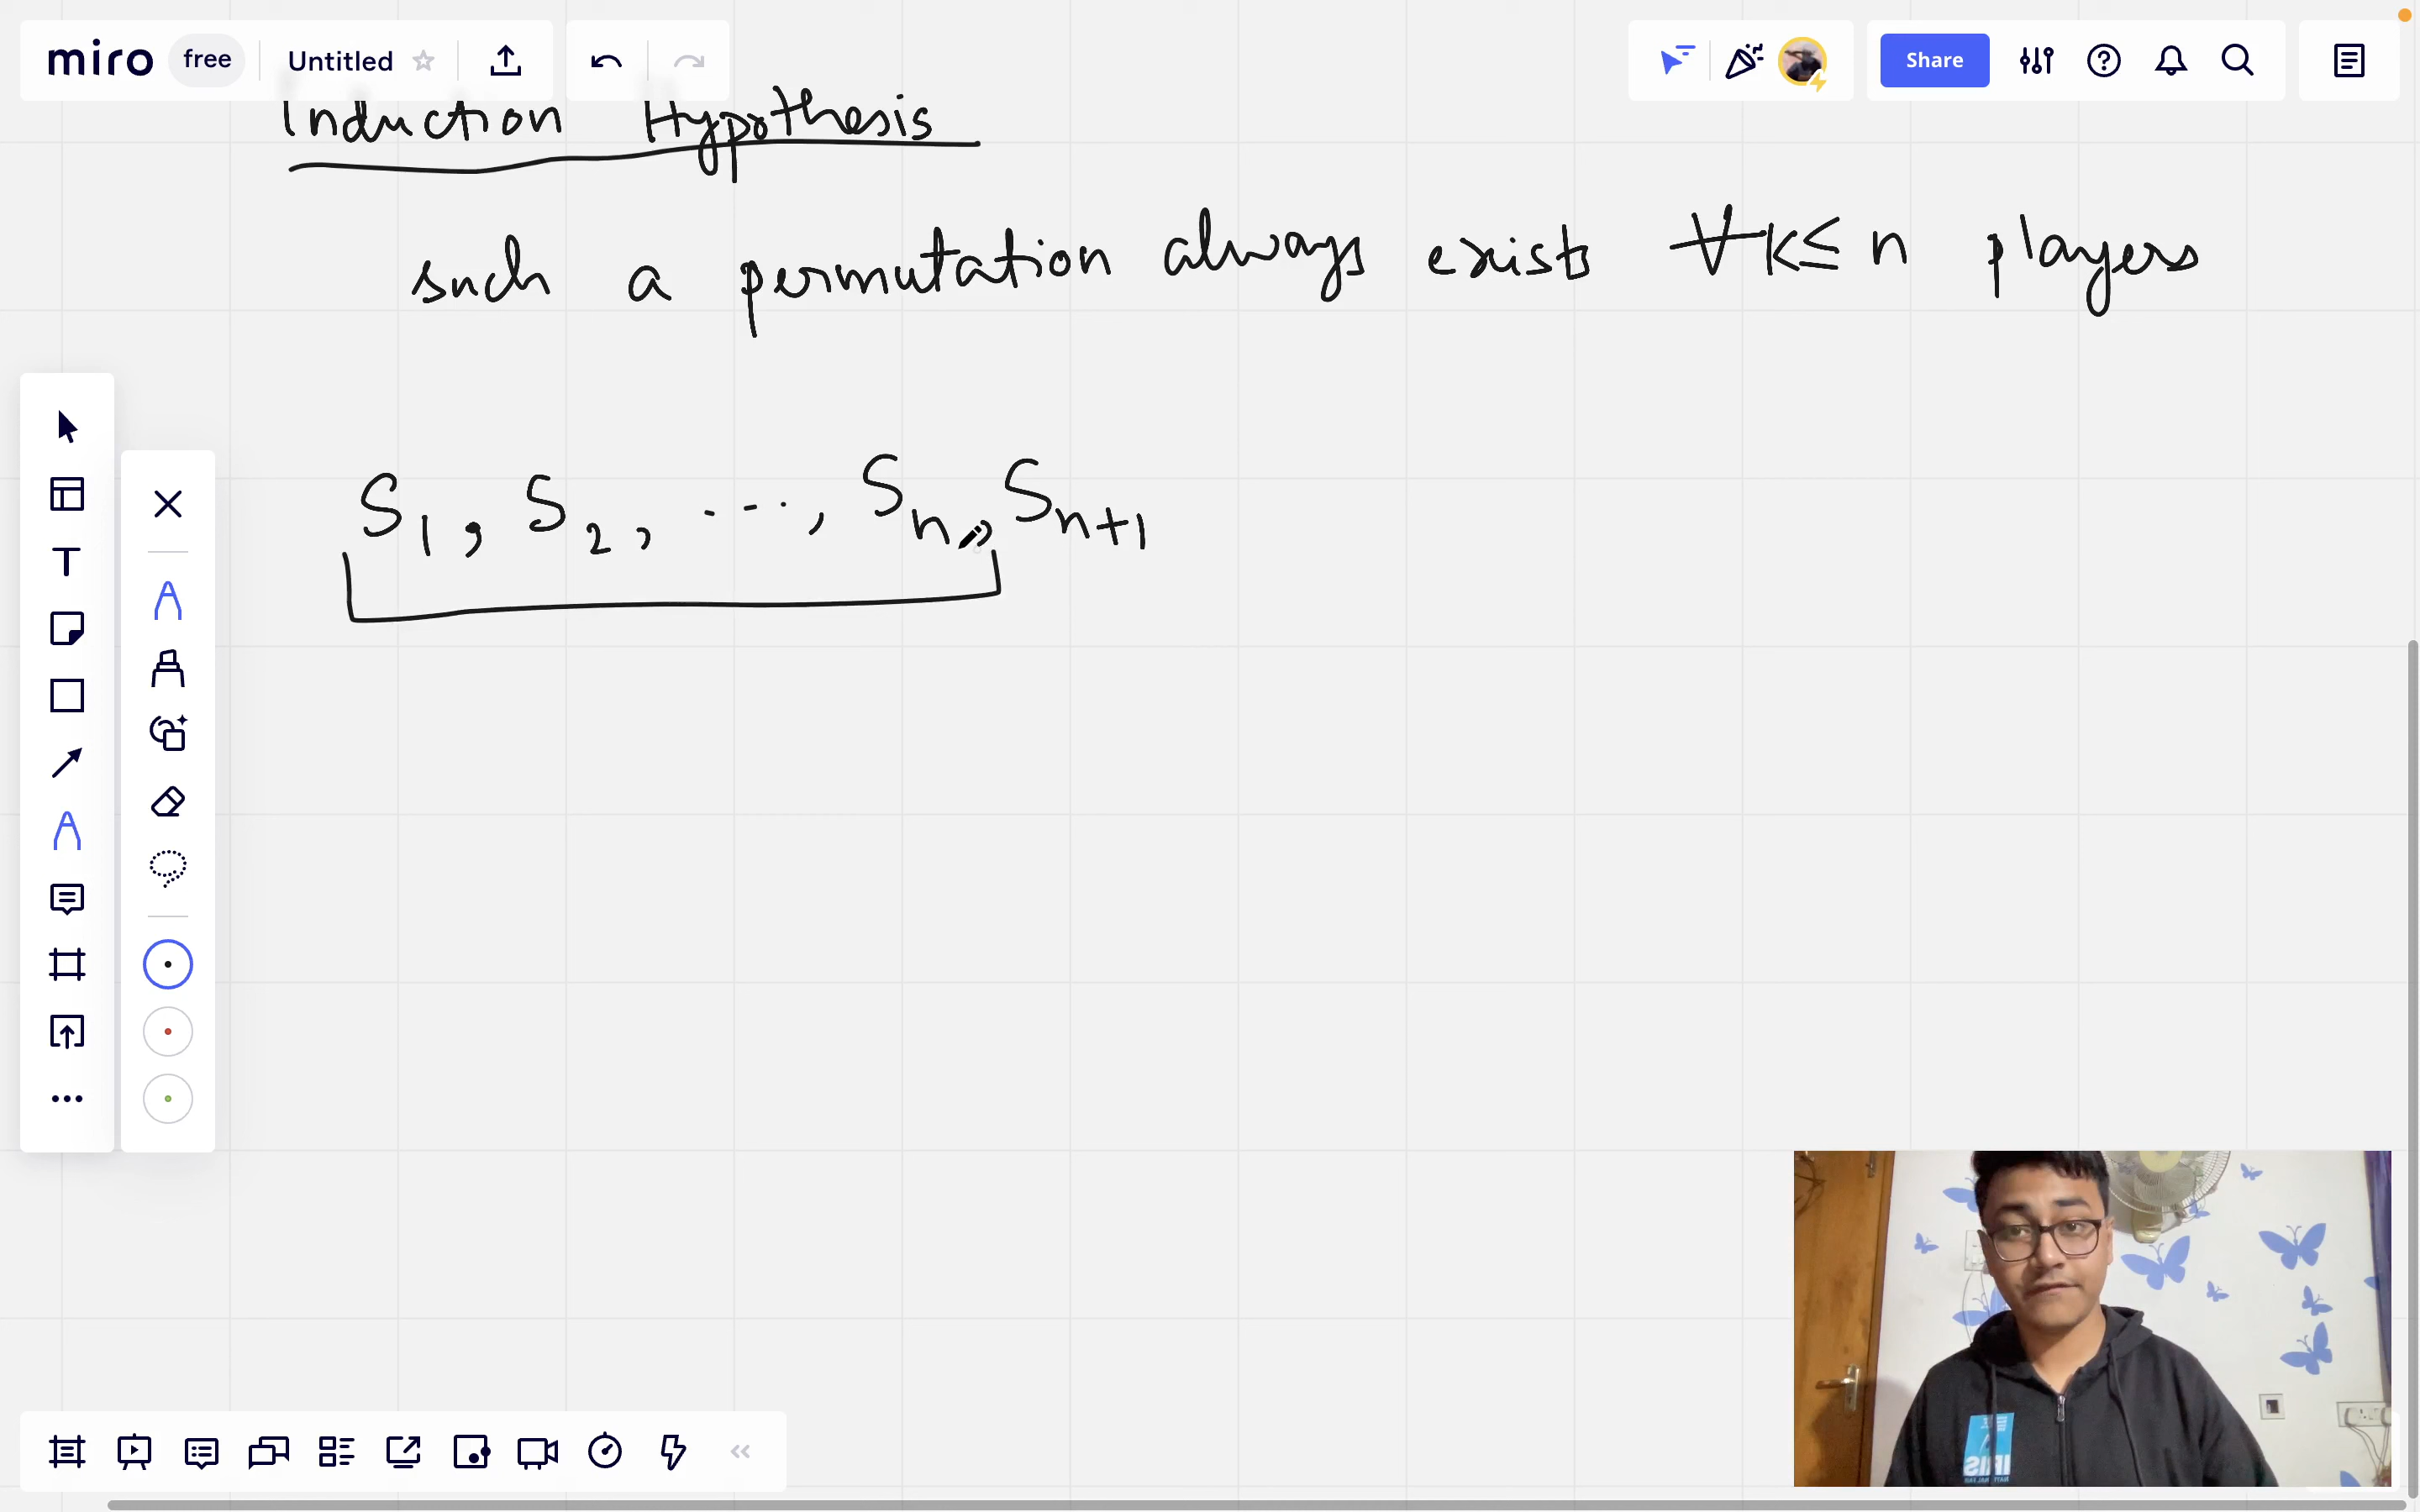 miro free Untitled Share
Induction Hypothesis
such a permutation always exists ∀k≤ n players
S₁, S₂, ..., Sₙ, Sₙ₊₁